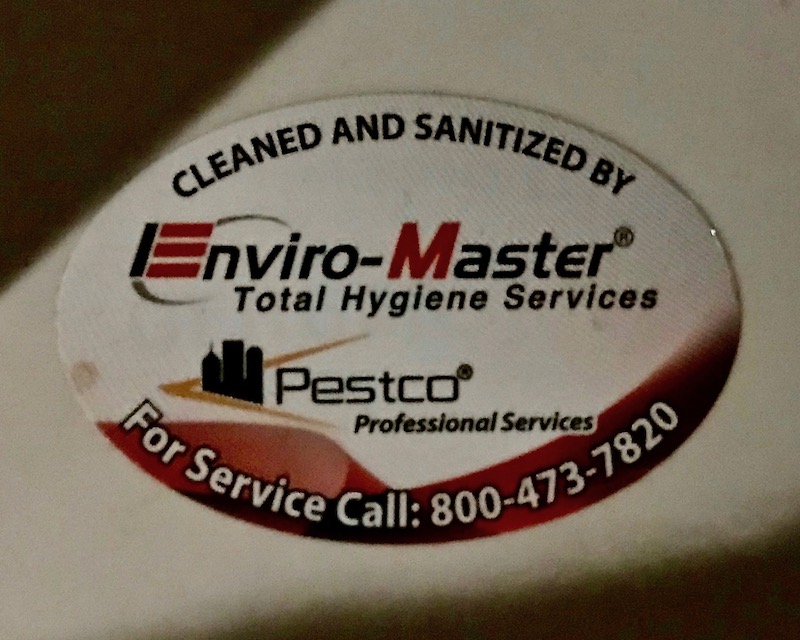 CLEANED AND SANITIZED BY
Enviro-Master®
Total Hygiene Services
Pestco®
Professional Services
For Service Call: 800-473-7820